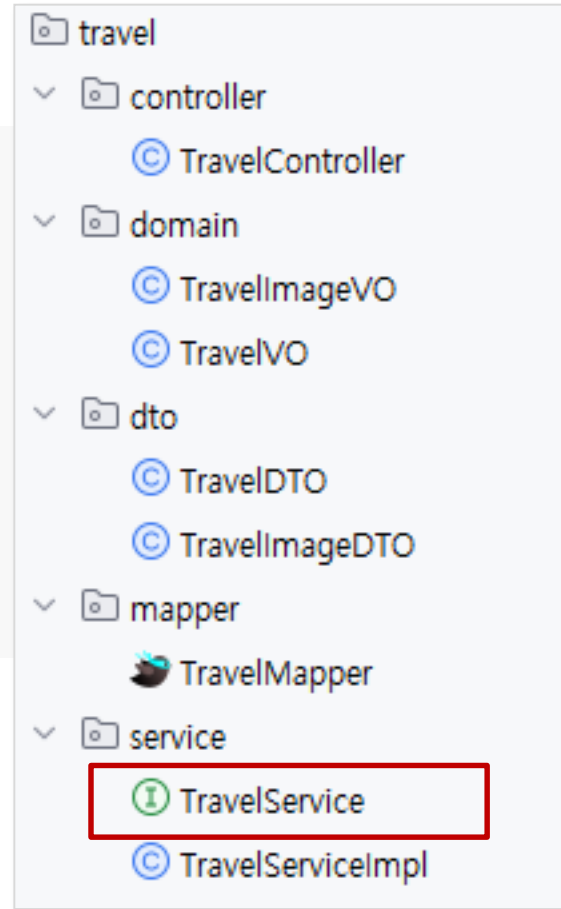 travel
controller
C TravelController
domain
C TravelImageVO
C TravelVO
dto
C TravelDTO
C TravelImageDTO
mapper
TravelMapper
service
I TravelService
C TravelServiceImpl